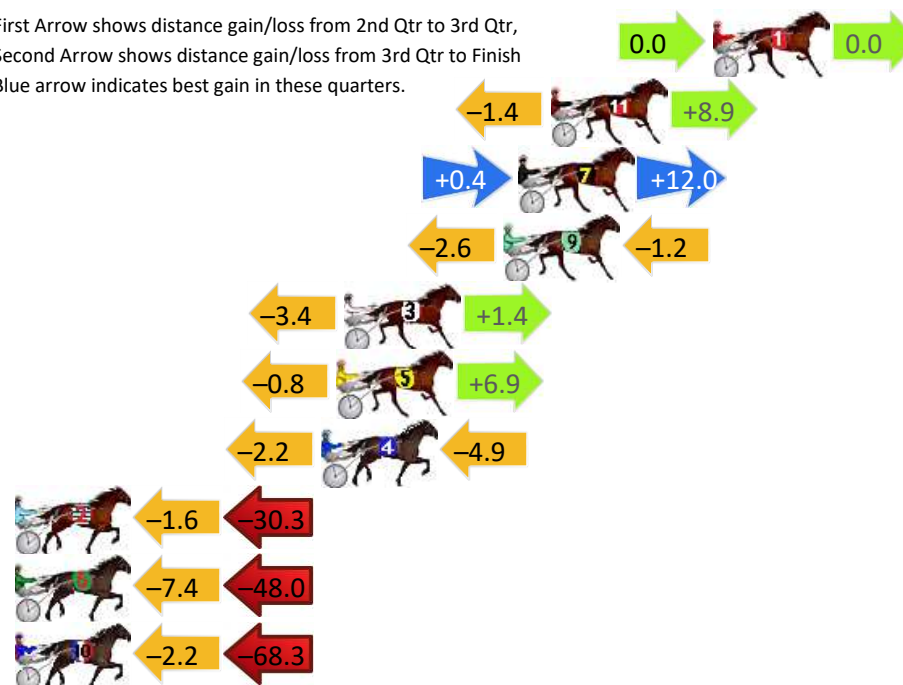 First Arrow shows distance gain/loss from 2nd Qtr to 3rd Qtr,
Second Arrow shows distance gain/loss from 3rd Qtr to Finish
Blue arrow indicates best gain in these quarters.
0.0 1 0.0
–1.4 11 +8.9
+0.4 7 +12.0
–2.6 9 –1.2
–3.4 3 +1.4
–0.8 5 +6.9
–2.2 4 –4.9
2 –1.6 –30.3
6 –7.4 –48.0
10 –2.2 –68.3